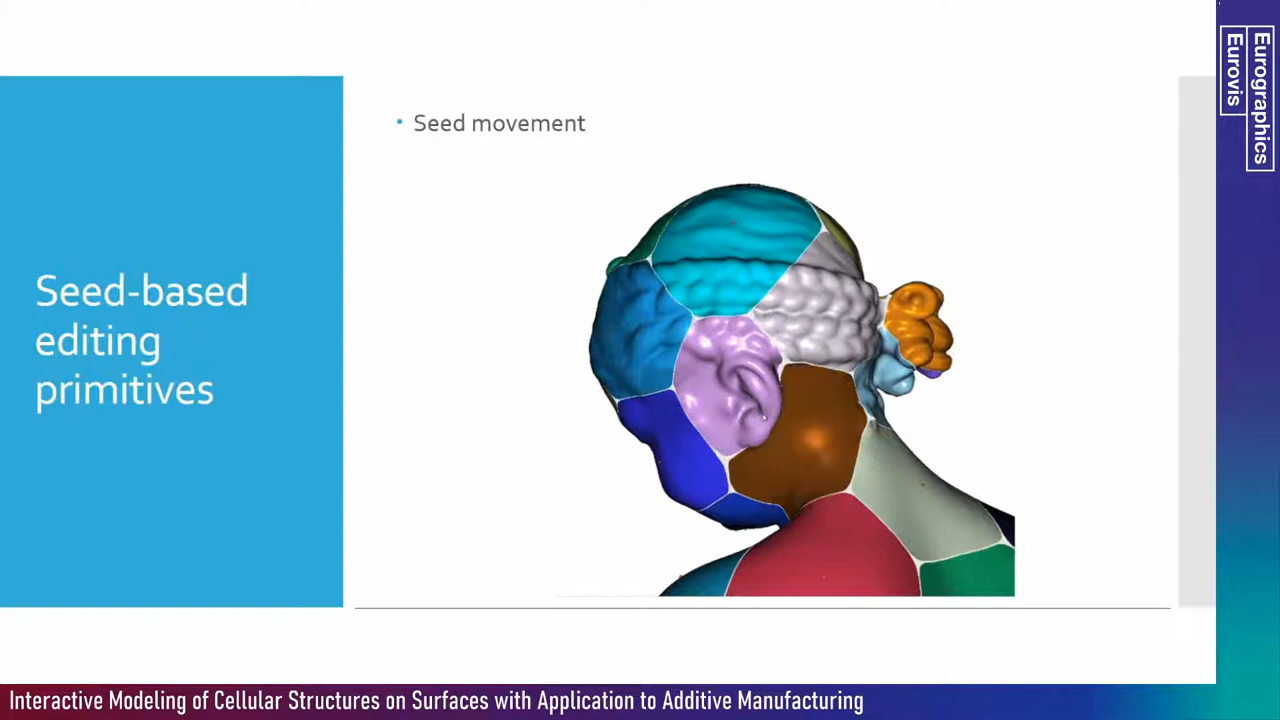 Seed-based
editing
primitives
• Seed movement
Eurographics
Eurovis
Interactive Modeling of Cellular Structures on Surfaces with Application to Additive Manufacturing